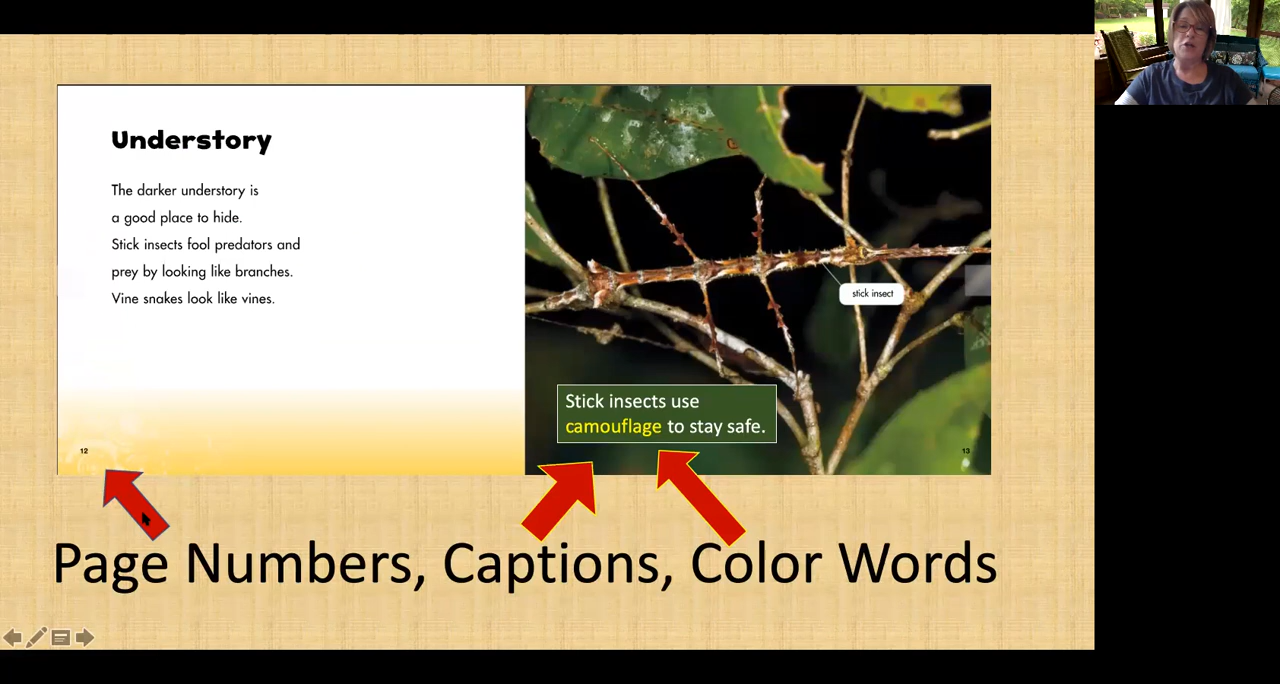 Understory
The darker understory is
a good place to hide.
Stick insects fool predators and
prey by looking like branches.
Vine snakes look like vines.
12
stick insect
Stick insects use
camouflage to stay safe.
13
Page Numbers, Captions, Color Words